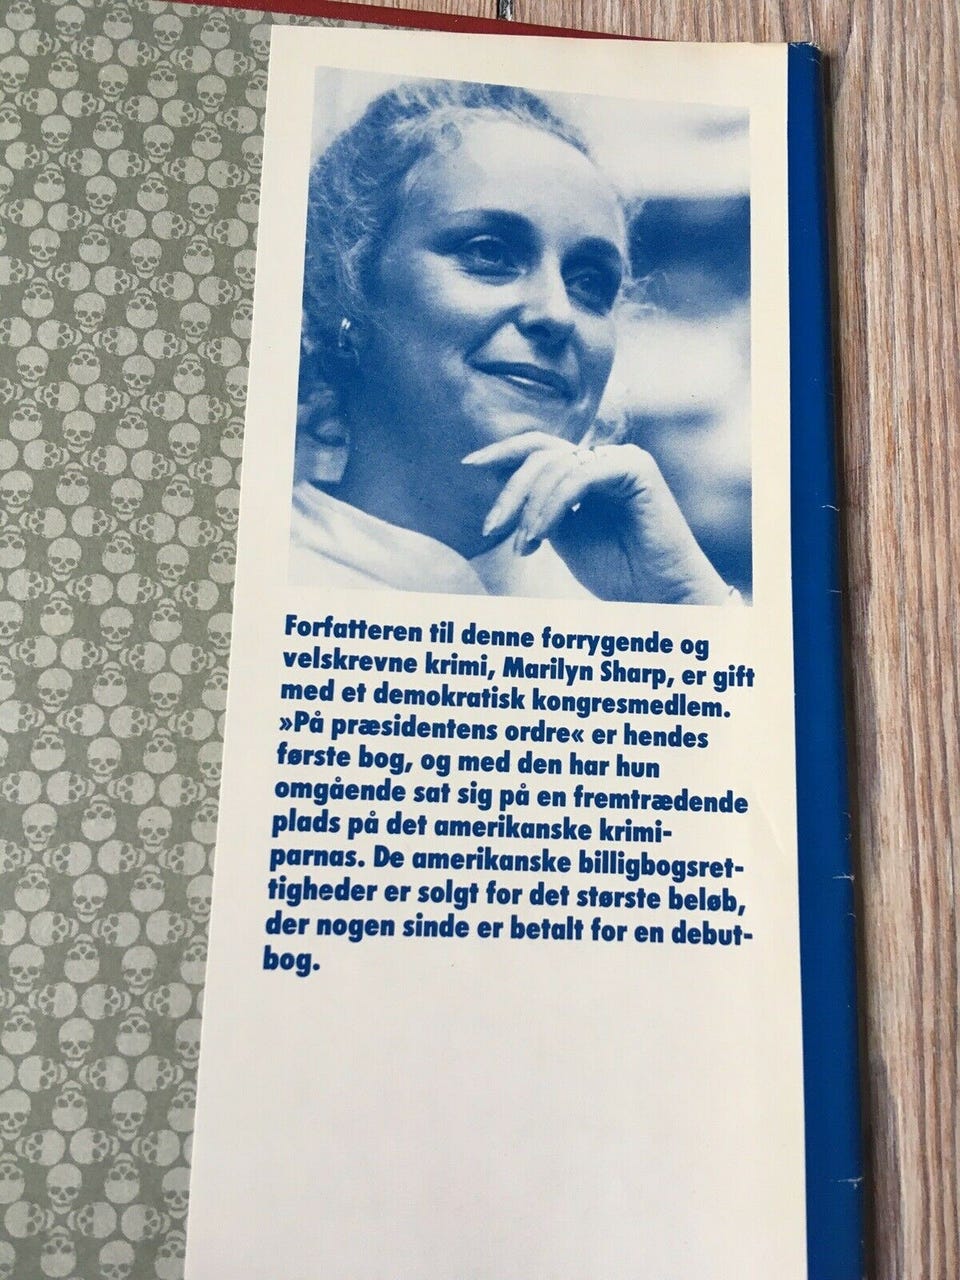 Forfatteren til denne forrygende og
velskrevne krimi, Marilyn Sharp, er gift
med et demokratisk kongresmedlem.
»På præsidentens ordre« er hendes
første bog, og med den har hun
omgående sat sig på en fremtrædende
plads på det amerikanske krimi-
parnas. De amerikanske billigbogsret-
tigheder er solgt for det største beløb,
der nogen sinde er betalt for en debut-
bog.